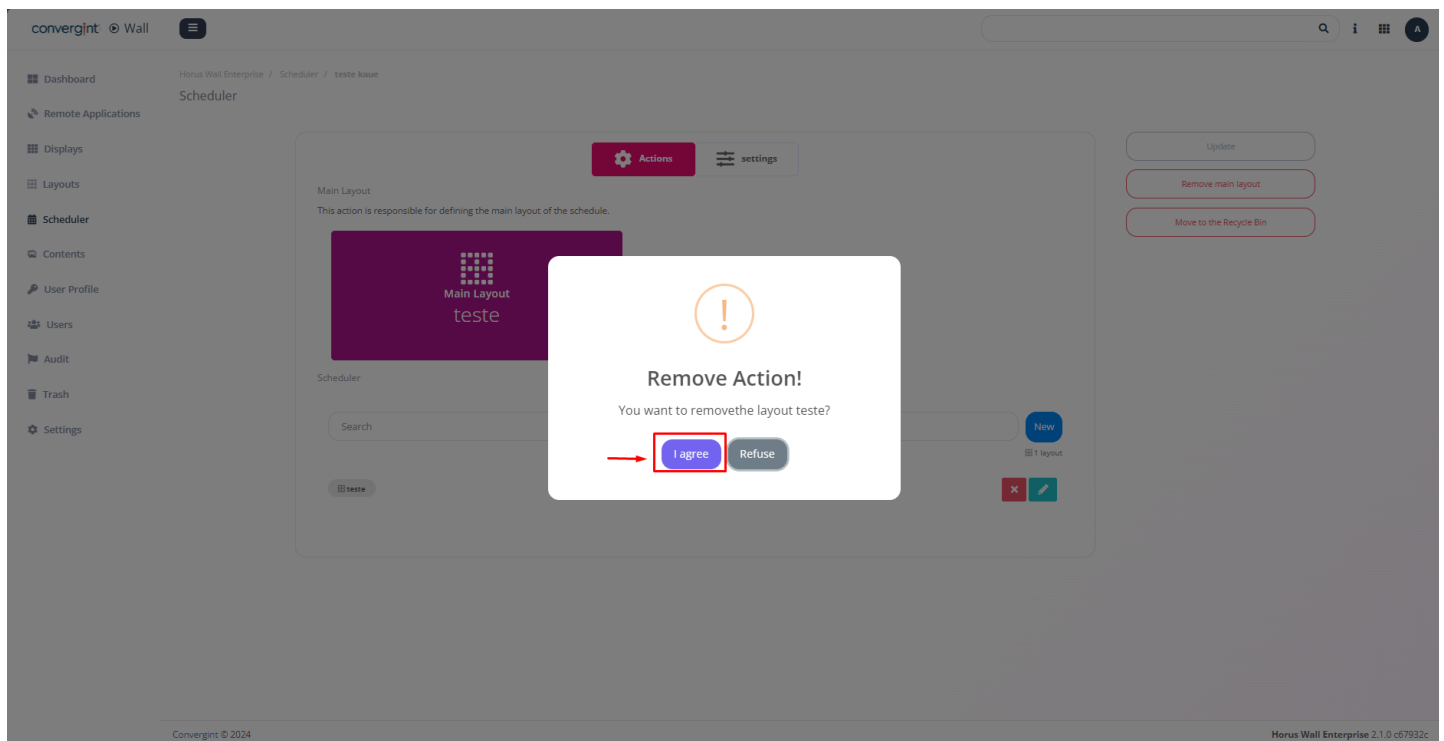 convergint Wall
i
A
Dashboard
Remote Applications
Displays
Layouts
Scheduler
Contents
User Profile
Users
Audit
Trash
Settings
Horus Wall Enterprise / Scheduler / teste kaue
Scheduler
Actions
settings
Update
Remove main layout
Move to the Recycle Bin
Main Layout
This action is responsible for defining the main layout of the schedule.
Main Layout
teste
Scheduler
Search
New
1 layout
teste
!
Remove Action!
You want to removethe layout teste?
I agree
Refuse
Convergint © 2024
Horus Wall Enterprise 2.1.0 c67932c